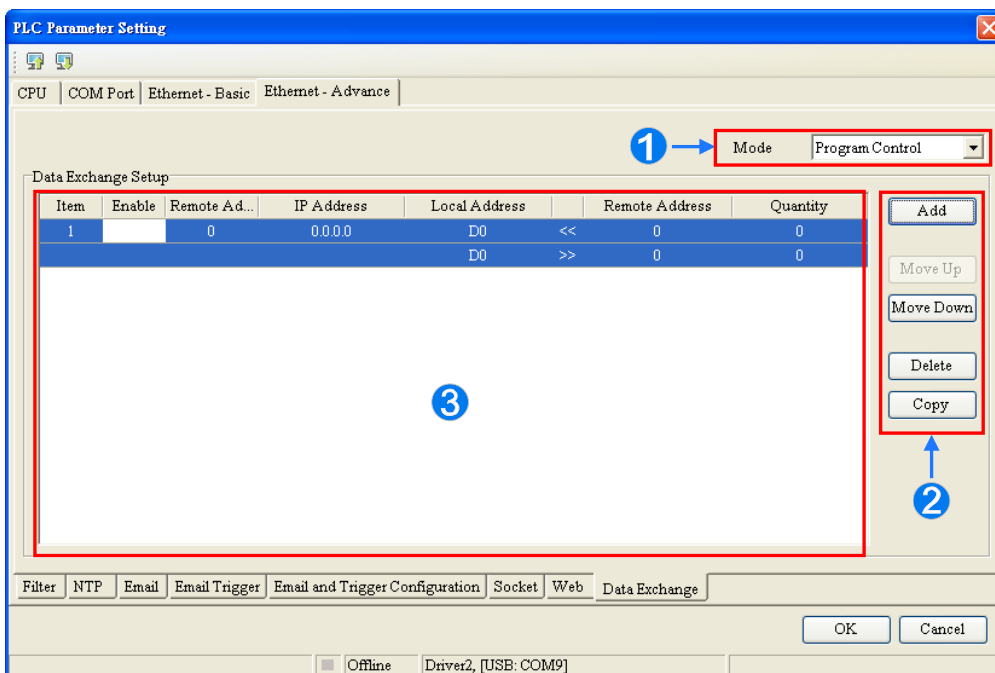 PLC Parameter Setting
CPU COM Port Ethernet - Basic Ethernet - Advance
1 Mode Program Control
Data Exchange Setup
Item Enable Remote Ad... IP Address Local Address Remote Address Quantity
1 0 0.0.0.0 D0 << 0 0
D0 >> 0 0
Add
Move Up
Move Down
Delete
Copy
3
2
Filter NTP Email Email Trigger Email and Trigger Configuration Socket Web Data Exchange
OK Cancel
Offline Driver2, [USB: COM9]